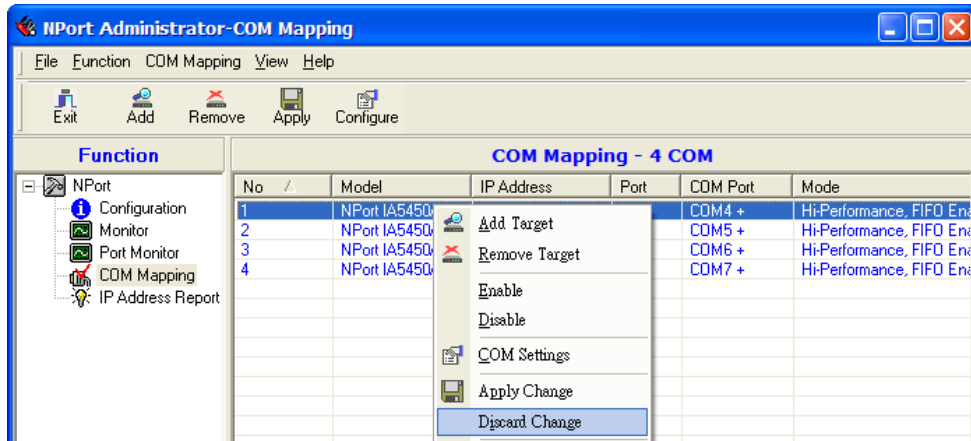 NPort Administrator-COM Mapping
File Function COM Mapping View Help
Exit Add Remove Apply Configure
Function
COM Mapping - 4 COM
NPort
Configuration
Monitor
Port Monitor
COM Mapping
IP Address Report
No Model IP Address Port COM Port Mode
1 NPort IA5450 COM4 + Hi-Performance, FIFO Ena
2 NPort IA5450 COM5 + Hi-Performance, FIFO Ena
3 NPort IA5450 COM6 + Hi-Performance, FIFO Ena
4 NPort IA5450 COM7 + Hi-Performance, FIFO Ena
Add Target
Remove Target
Enable
Disable
COM Settings
Apply Change
Discard Change